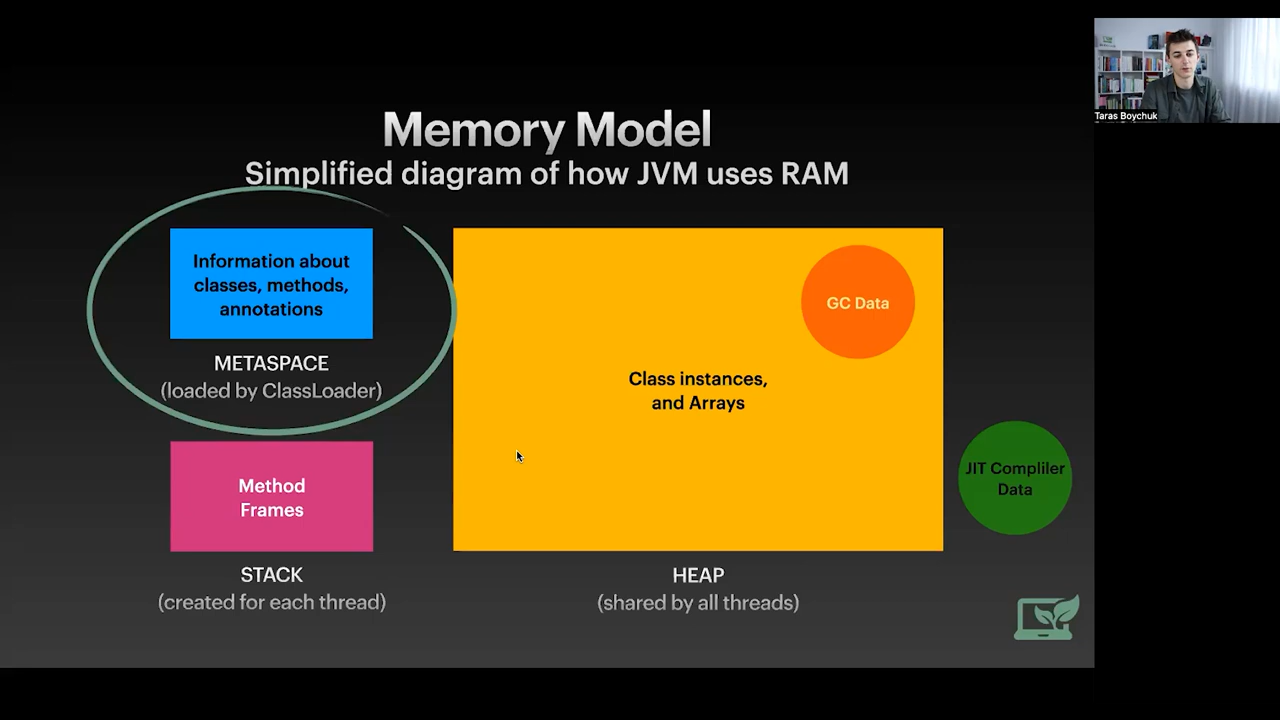 Memory Model
Simplified diagram of how JVM uses RAM
Information about
classes, methods,
annotations
METASPACE
(loaded by ClassLoader)
Method
Frames
STACK
(created for each thread)
GC Data
Class instances,
and Arrays
HEAP
(shared by all threads)
JIT Complliler
Data
Taras Boychuk